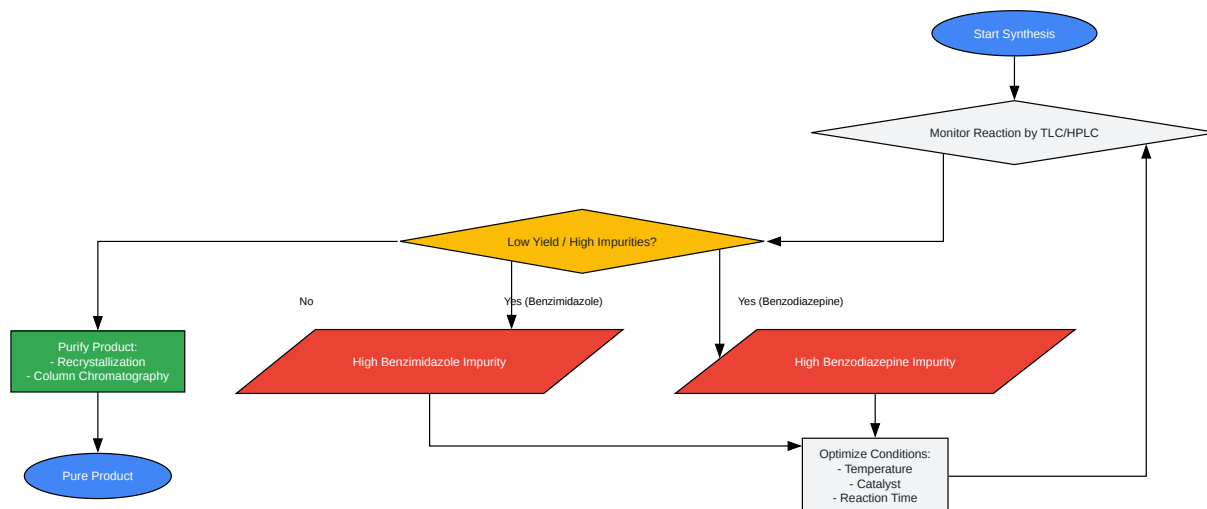 Start Synthesis
Monitor Reaction by TLC/HPLC
Low Yield / High Impurities?
No
Yes (Benzimidazole)
Yes (Benzodiazepine)
Purify Product:
- Recrystallization
- Column Chromatography
High Benzimidazole Impurity
High Benzodiazepine Impurity
Pure Product
Optimize Conditions:
- Temperature
- Catalyst
- Reaction Time